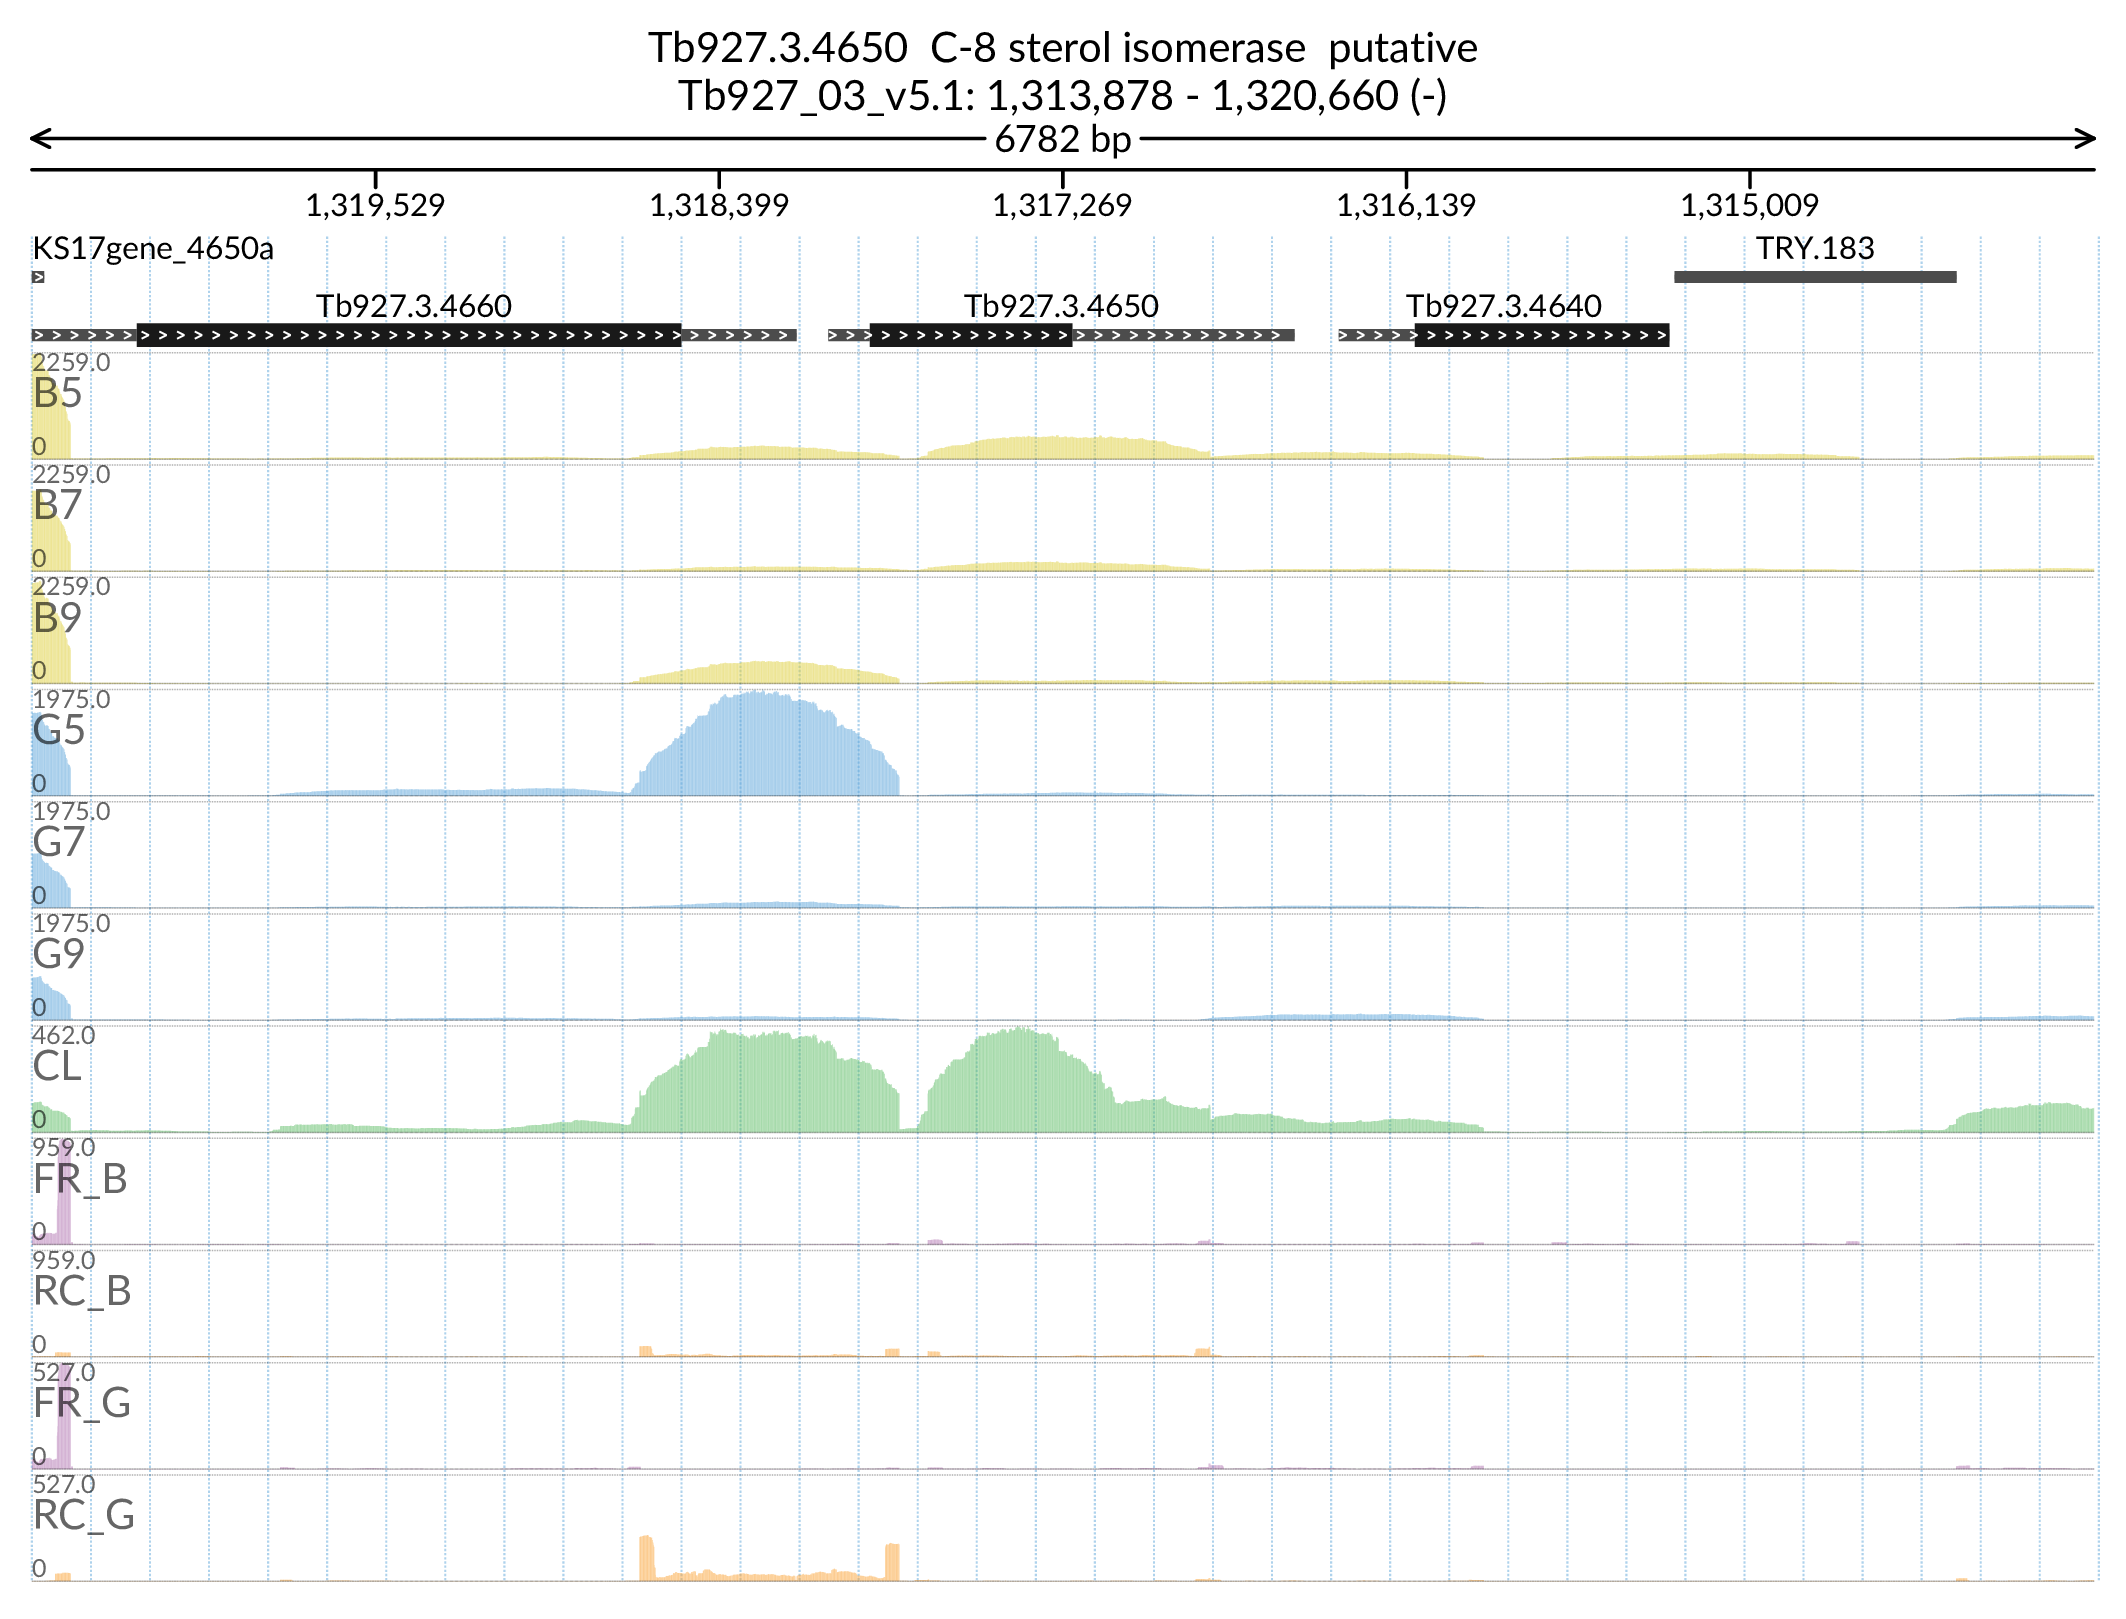 Tb927.3.4650  C-8 sterol isomerase  putative
Tb927_03_v5.1: 1,313,878 - 1,320,660 (-)
6782 bp
1,319,529 1,318,399 1,317,269 1,316,139 1,315,009
KS17gene_4650a TRY.183
Tb927.3.4660 Tb927.3.4650 Tb927.3.4640
2259.0
B5
0
2259.0
B7
0
2259.0
B9
0
1975.0
G5
0
1975.0
G7
0
1975.0
G9
0
462.0
CL
0
959.0
FR_B
0
959.0
RC_B
0
527.0
FR_G
0
527.0
RC_G
0